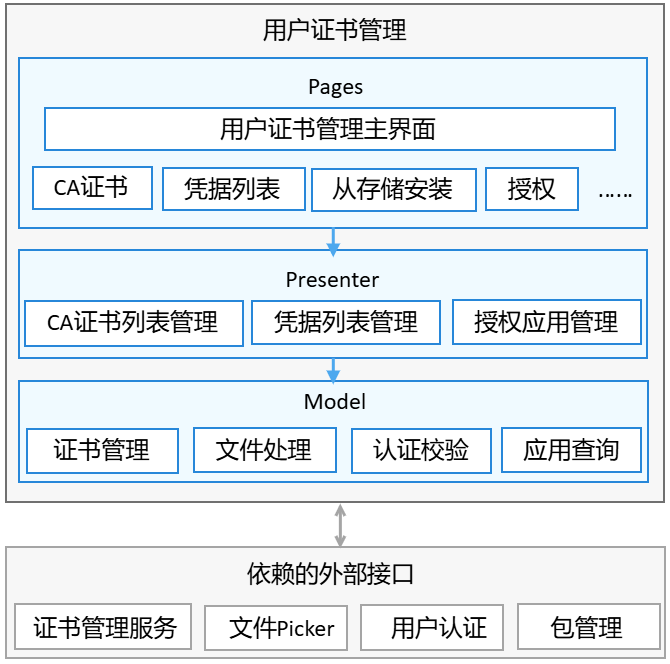 用户证书管理
Pages
用户证书管理主界面
CA证书 凭据列表 从存储安装 授权 ......
Presenter
CA证书列表管理 凭据列表管理 授权应用管理
Model
证书管理 文件处理 认证校验 应用查询
依赖的外部接口
证书管理服务 文件Picker 用户认证 包管理